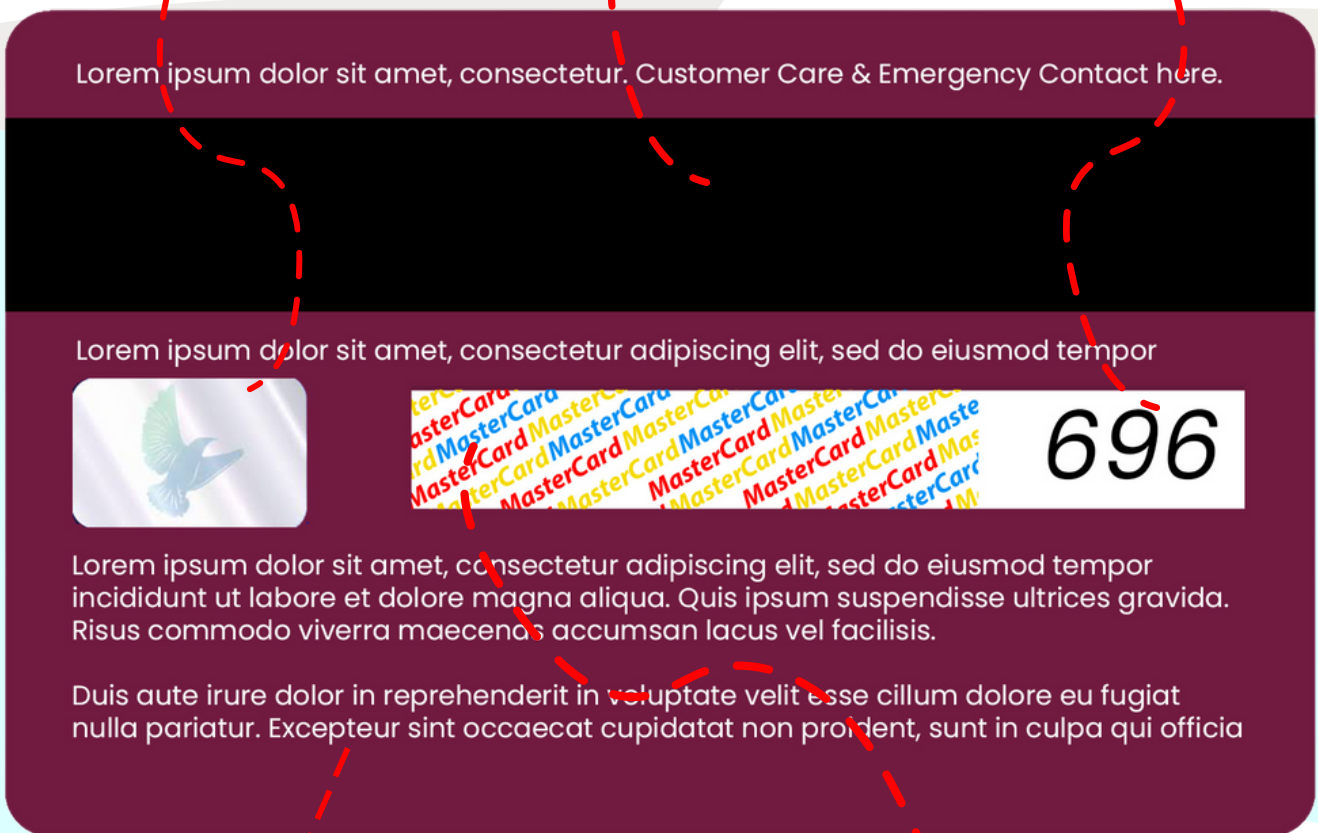 Lorem ipsum dolor sit amet, consectetur. Customer Care & Emergency Contact here.
Lorem ipsum dolor sit amet, consectetur adipiscing elit, sed do eiusmod tempor
MasterCard MasterCard MasterCard MasterCard
696
Lorem ipsum dolor sit amet, consectetur adipiscing elit, sed do eiusmod tempor
incididunt ut labore et dolore magna aliqua. Quis ipsum suspendisse ultrices gravida.
Risus commodo viverra maecenas accumsan lacus vel facilisis.
Duis aute irure dolor in reprehenderit in voluptate velit esse cillum dolore eu fugiat
nulla pariatur. Excepteur sint occaecat cupidatat non proident, sunt in culpa qui officia